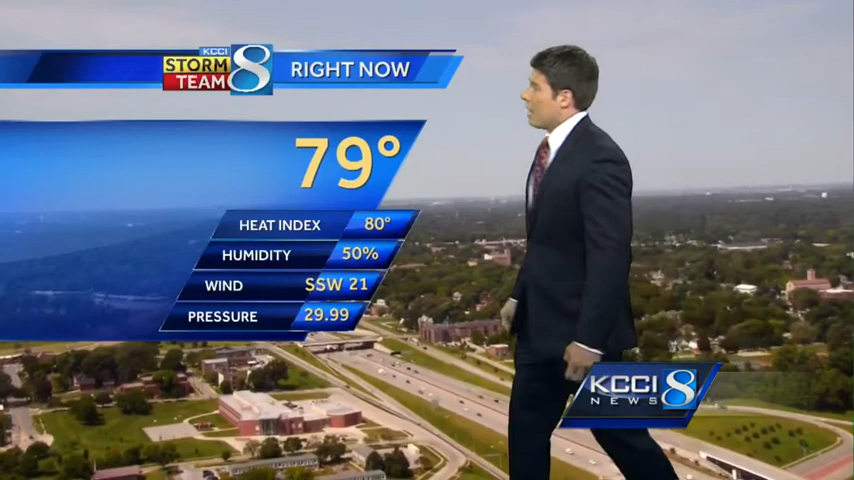 KCCI
STORM
TEAM
8
RIGHT NOW
79°
HEAT INDEX 80°
HUMIDITY 50%
WIND SSW 21
PRESSURE 29.99
KCCI 8
NEWS